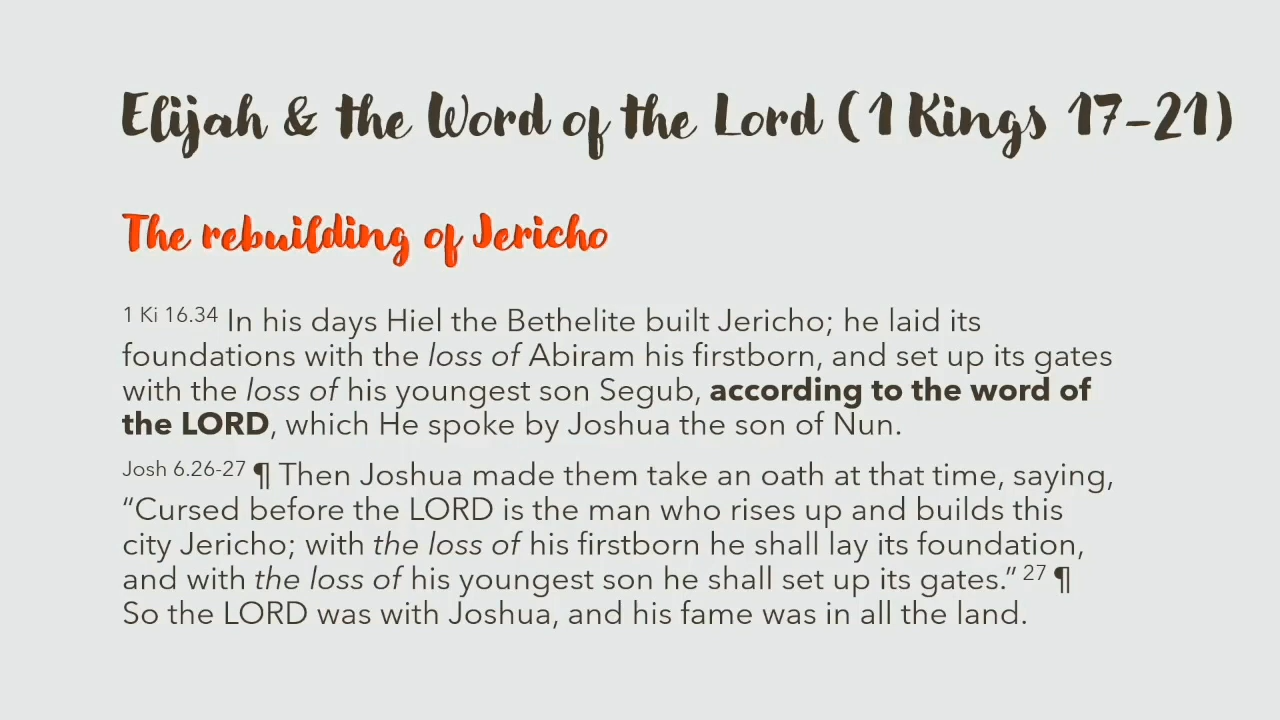 Elijah & the Word of the Lord (1 Kings 17-21)
The rebuilding of Jericho
1 Ki 16.34 In his days Hiel the Bethelite built Jericho; he laid its
foundations with the loss of Abiram his firstborn, and set up its gates
with the loss of his youngest son Segub, according to the word of
the LORD, which He spoke by Joshua the son of Nun.
Josh 6.26-27 ¶ Then Joshua made them take an oath at that time, saying,
“Cursed before the LORD is the man who rises up and builds this
city Jericho; with the loss of his firstborn he shall lay its foundation,
and with the loss of his youngest son he shall set up its gates.” 27 ¶
So the LORD was with Joshua, and his fame was in all the land.